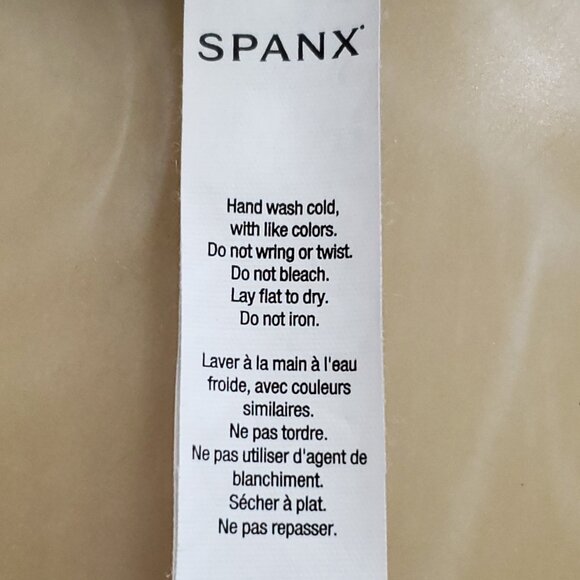 SPANX®
Hand wash cold,
with like colors.
Do not wring or twist.
Do not bleach.
Lay flat to dry.
Do not iron.
Laver à la main à l'eau
froide, avec couleurs
similaires.
Ne pas tordre.
Ne pas utiliser d'agent de
blanchiment.
Sécher à plat.
Ne pas repasser.